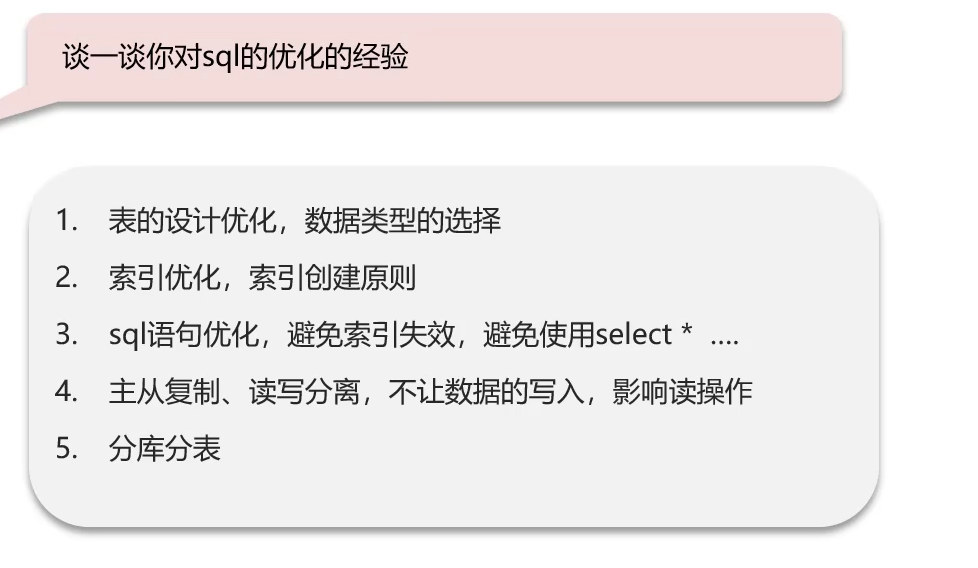 谈一谈你对sql的优化的经验
1. 表的设计优化，数据类型的选择
2. 索引优化，索引创建原则
3. sql语句优化，避免索引失效，避免使用select * ....
4. 主从复制、读写分离，不让数据的写入，影响读操作
5. 分库分表